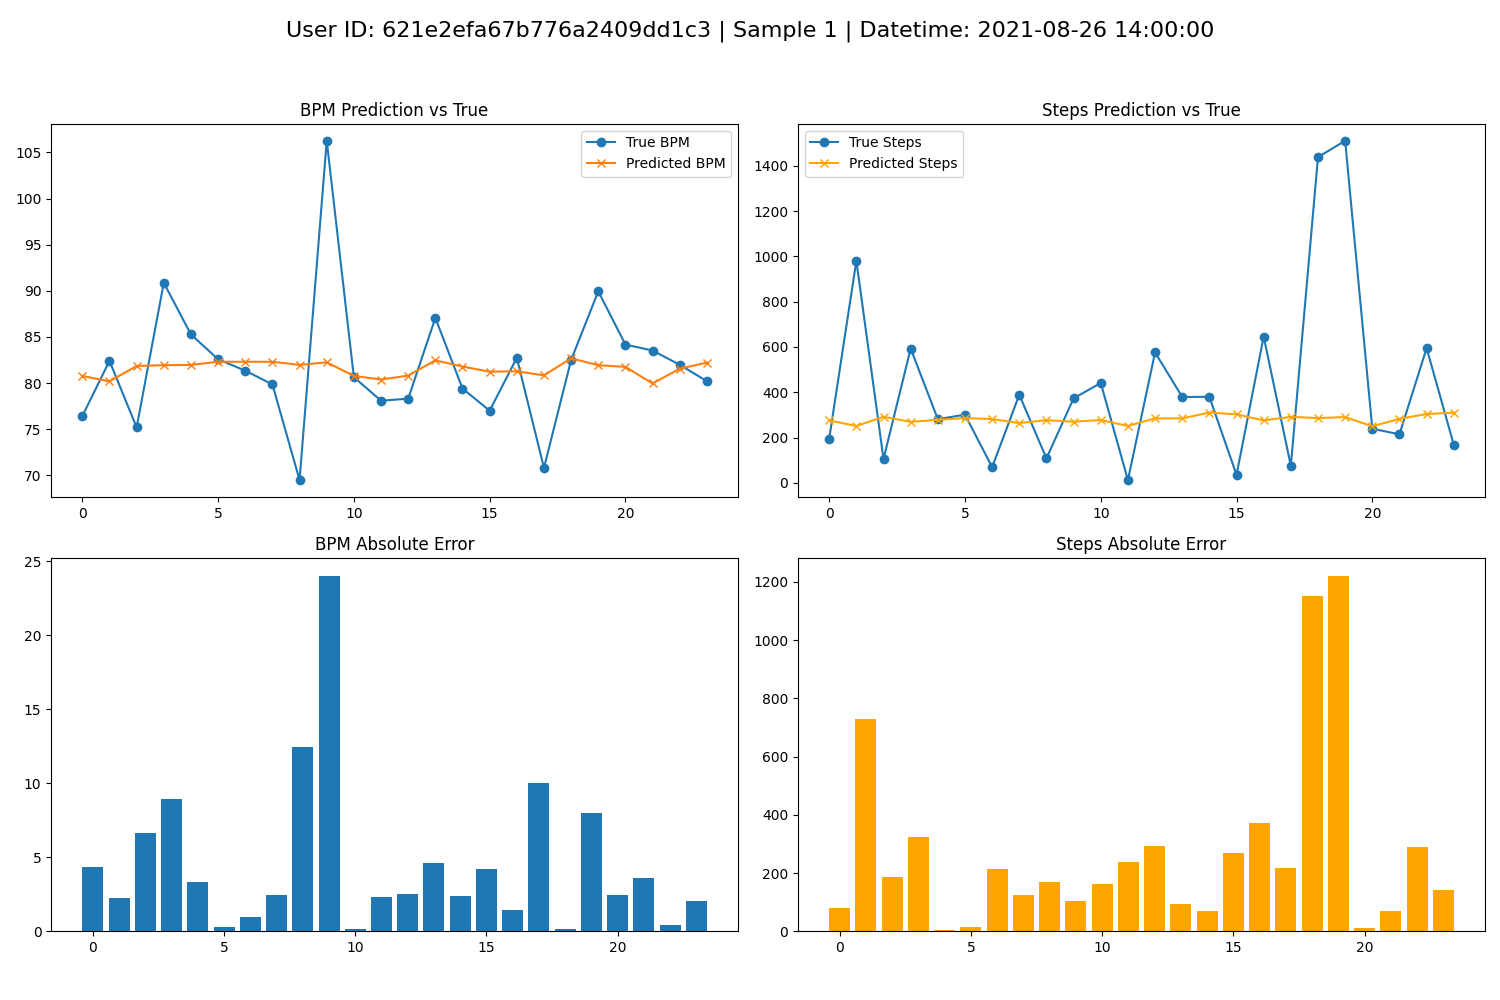 User ID: 621e2efa67b776a2409dd1c3 | Sample 1 | Datetime: 2021-08-26 14:00:00
BPM Prediction vs True
True BPM
Predicted BPM
105
100
95
90
85
80
75
70
0 5 10 15 20
Steps Prediction vs True
True Steps
Predicted Steps
1400
1200
1000
800
600
400
200
0
0 5 10 15 20
BPM Absolute Error
25
20
15
10
5
0
0 5 10 15 20
Steps Absolute Error
1200
1000
800
600
400
200
0
0 5 10 15 20